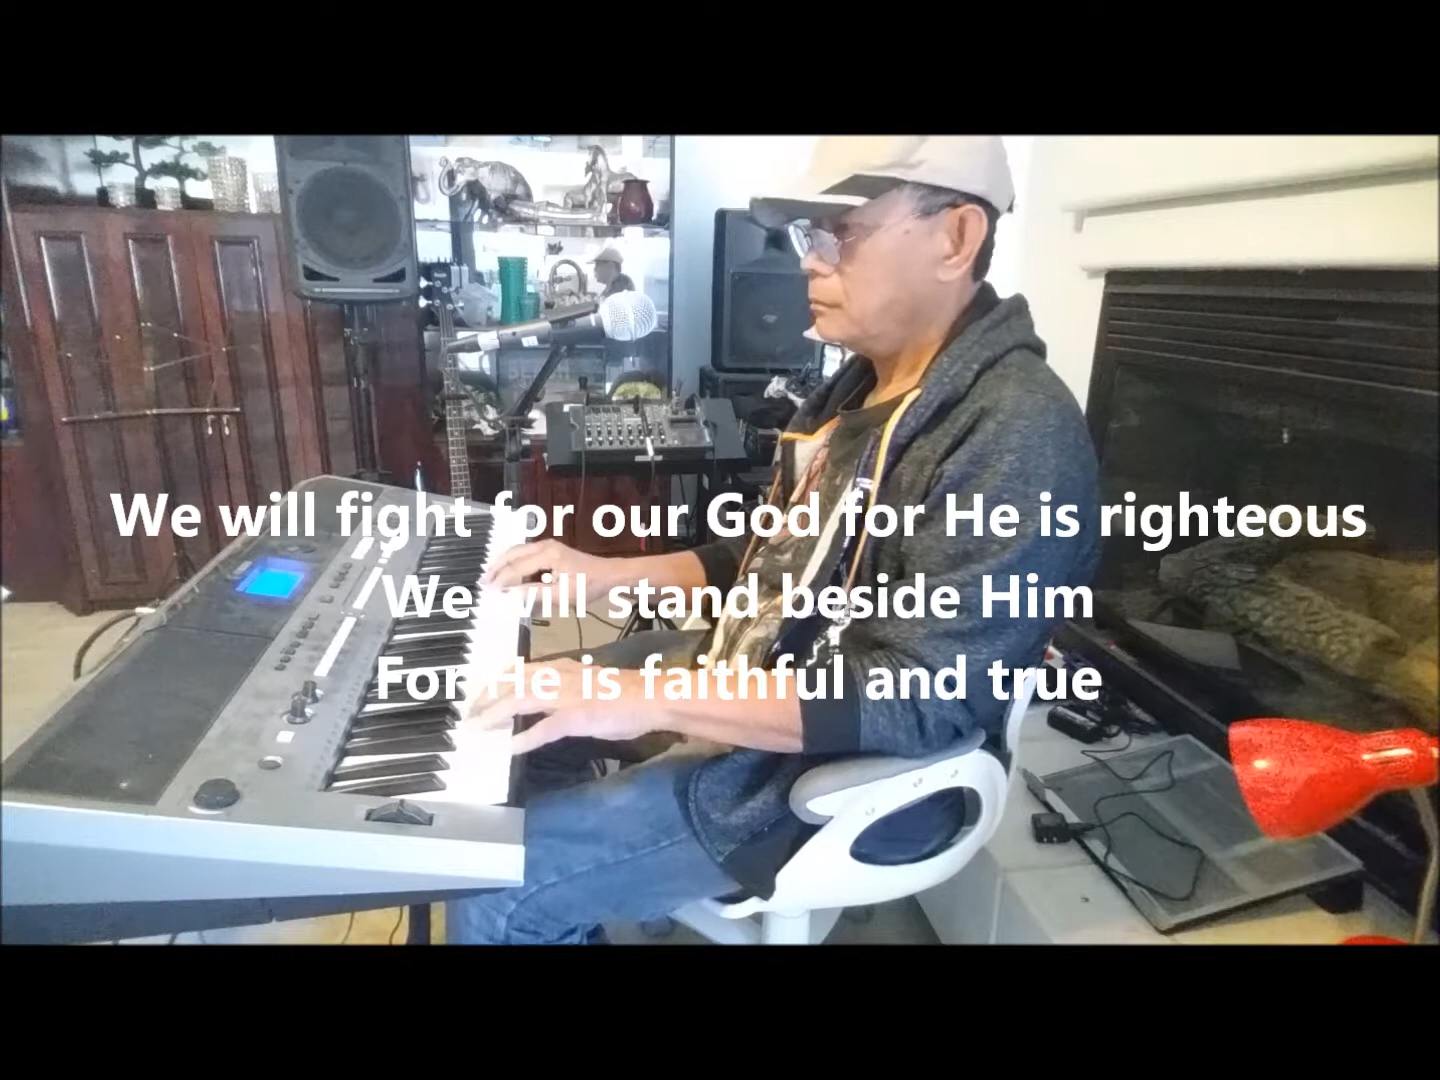 We will fight for our God for He is righteous
We will stand beside Him
For He is faithful and true